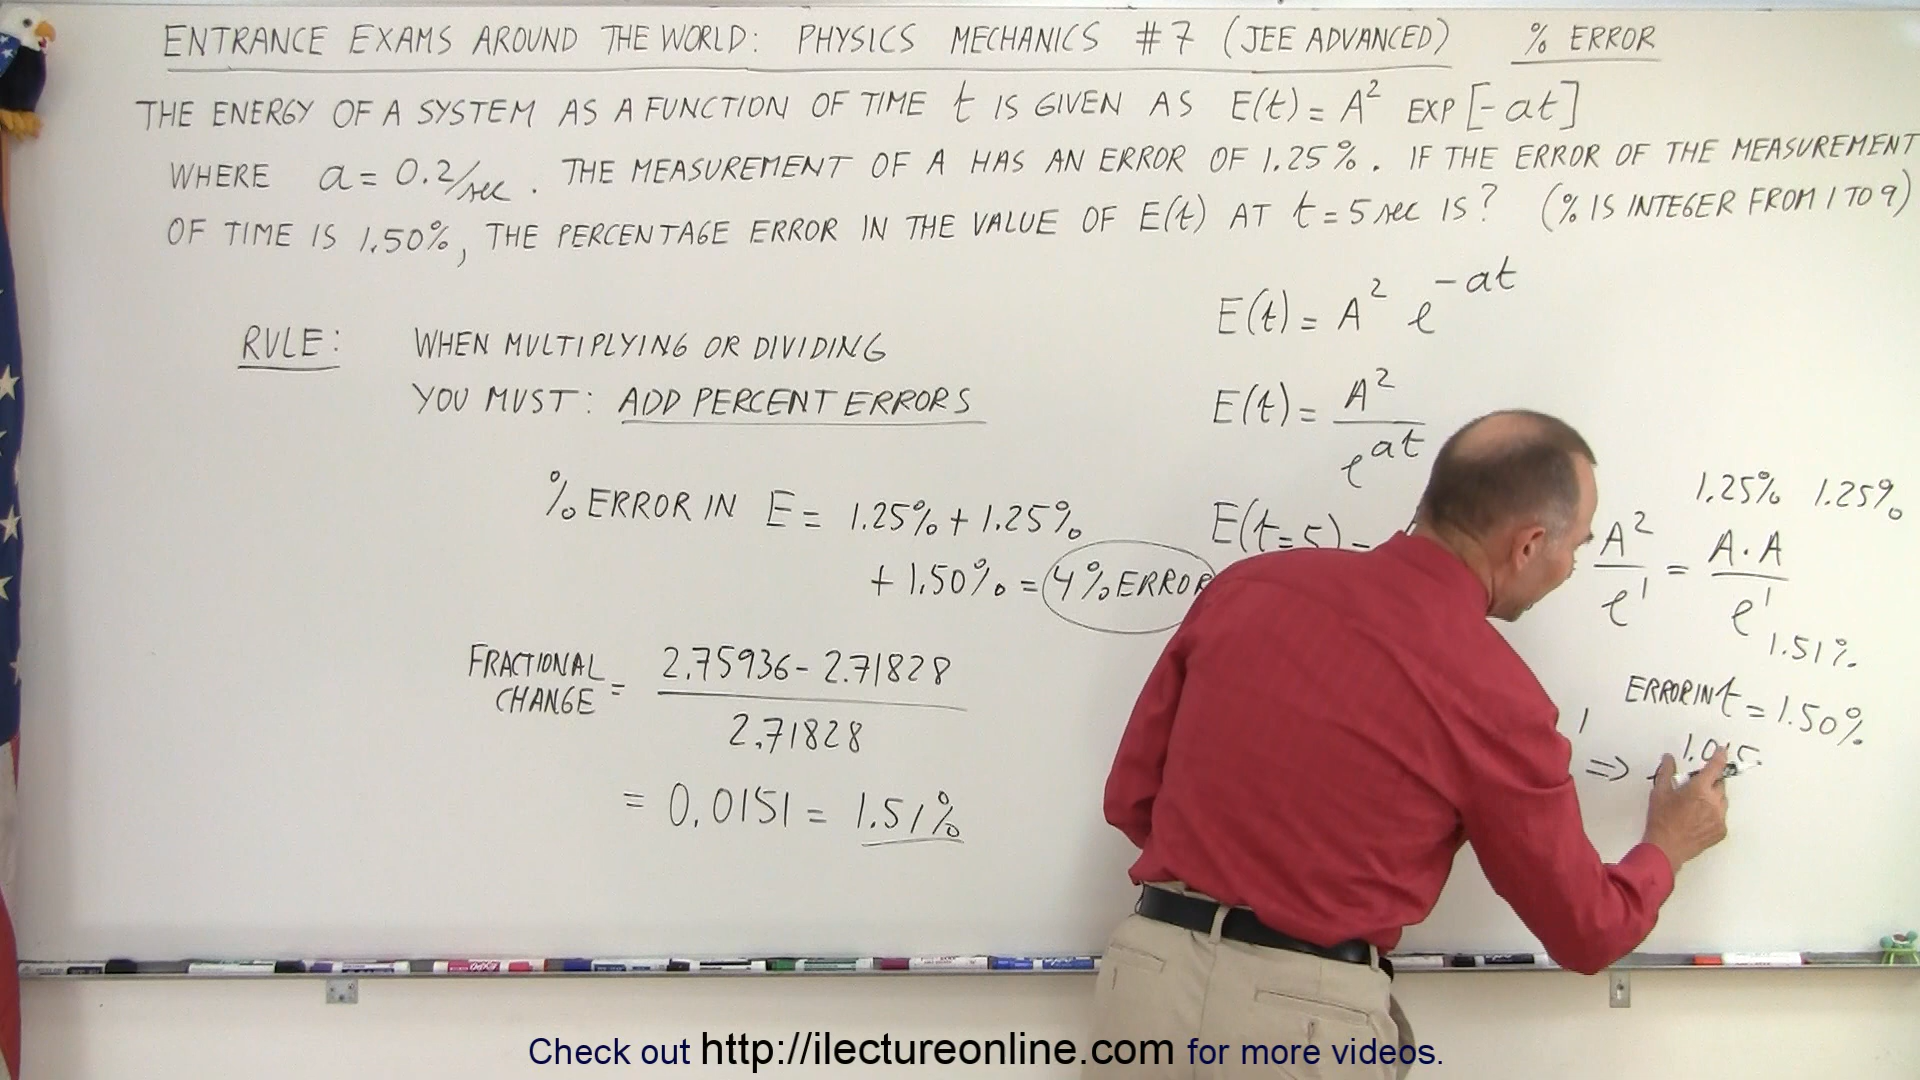 ENTRANCE EXAMS AROUND THE WORLD: PHYSICS MECHANICS #7 (JEE ADVANCED) % ERROR
THE ENERGY OF A SYSTEM AS A FUNCTION OF TIME t IS GIVEN AS E(t) = A² EXP[-at]
WHERE a = 0.2/sec. THE MEASUREMENT OF A HAS AN ERROR OF 1.25%. IF THE ERROR OF THE MEASUREMENT
OF TIME IS 1.50%, THE PERCENTAGE ERROR IN THE VALUE OF E(t) AT t = 5 sec IS? (% IS INTEGER FROM 1 TO 9)
RULE: WHEN MULTIPLYING OR DIVIDING
YOU MUST: ADD PERCENT ERRORS
% ERROR IN E = 1.25% + 1.25%
+ 1.50% = 4% ERROR
FRACTIONAL CHANGE = (2.75936 - 2.71828) / 2.71828
= 0.0151 = 1.51%
E(t) = A² e^-at
E(t) = A² / e^at
1.25% 1.25%
E(t=5) =
A² / e¹ = A·A / e¹
1.51%
ERROR IN t = 1.50%
1 ⇒
Check out http://ilectureonline.com for more videos.